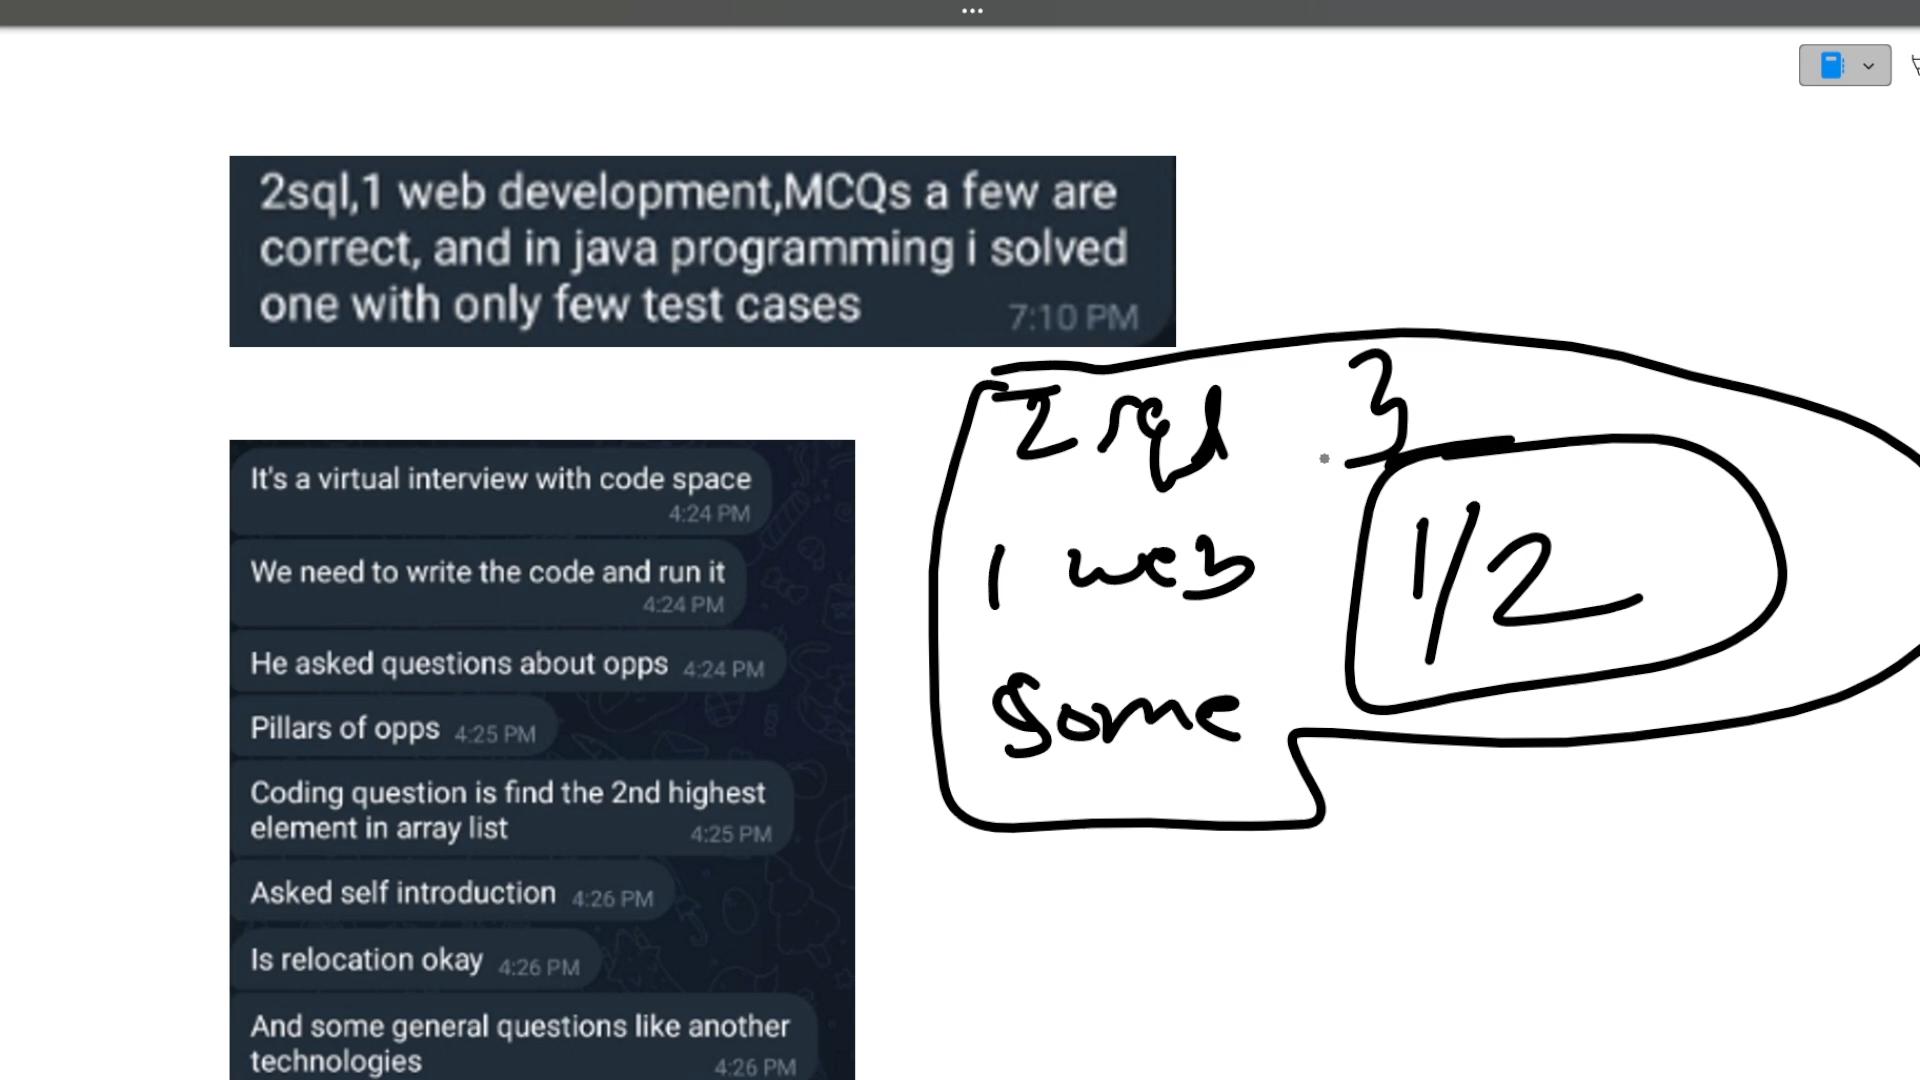 2sql,1 web development,MCQs a few are
correct, and in java programming i solved
one with only few test cases
7:10 PM
It's a virtual interview with code space
4:24 PM
We need to write the code and run it
4:24 PM
He asked questions about opps 4:24 PM
Pillars of opps 4:25 PM
Coding question is find the 2nd highest
element in array list 4:25 PM
Asked self introduction 4:26 PM
Is relocation okay 4:26 PM
And some general questions like another
technologies 4:26 PM
2 sql 3
1 web 1/2
some